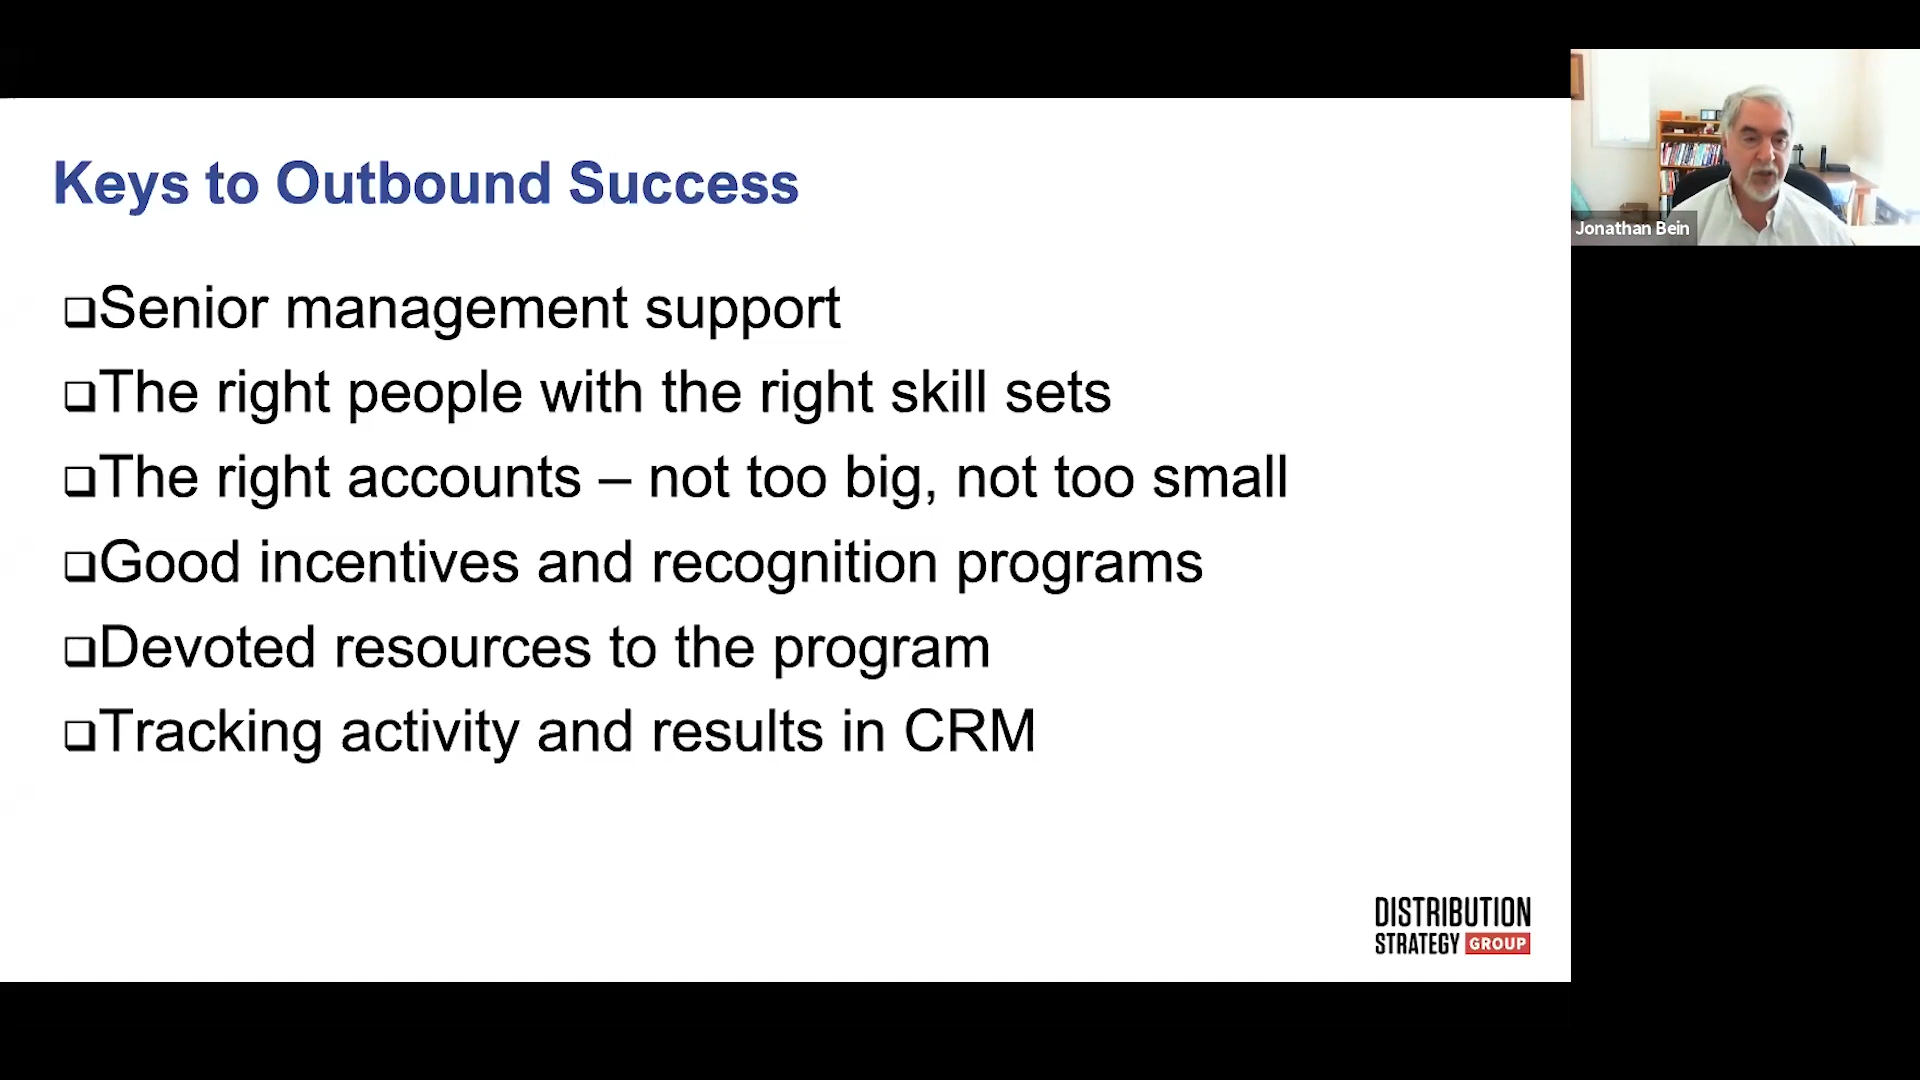 Keys to Outbound Success
❑Senior management support
❑The right people with the right skill sets
❑The right accounts – not too big, not too small
❑Good incentives and recognition programs
❑Devoted resources to the program
❑Tracking activity and results in CRM
DISTRIBUTION
STRATEGY GROUP
Jonathan Bein